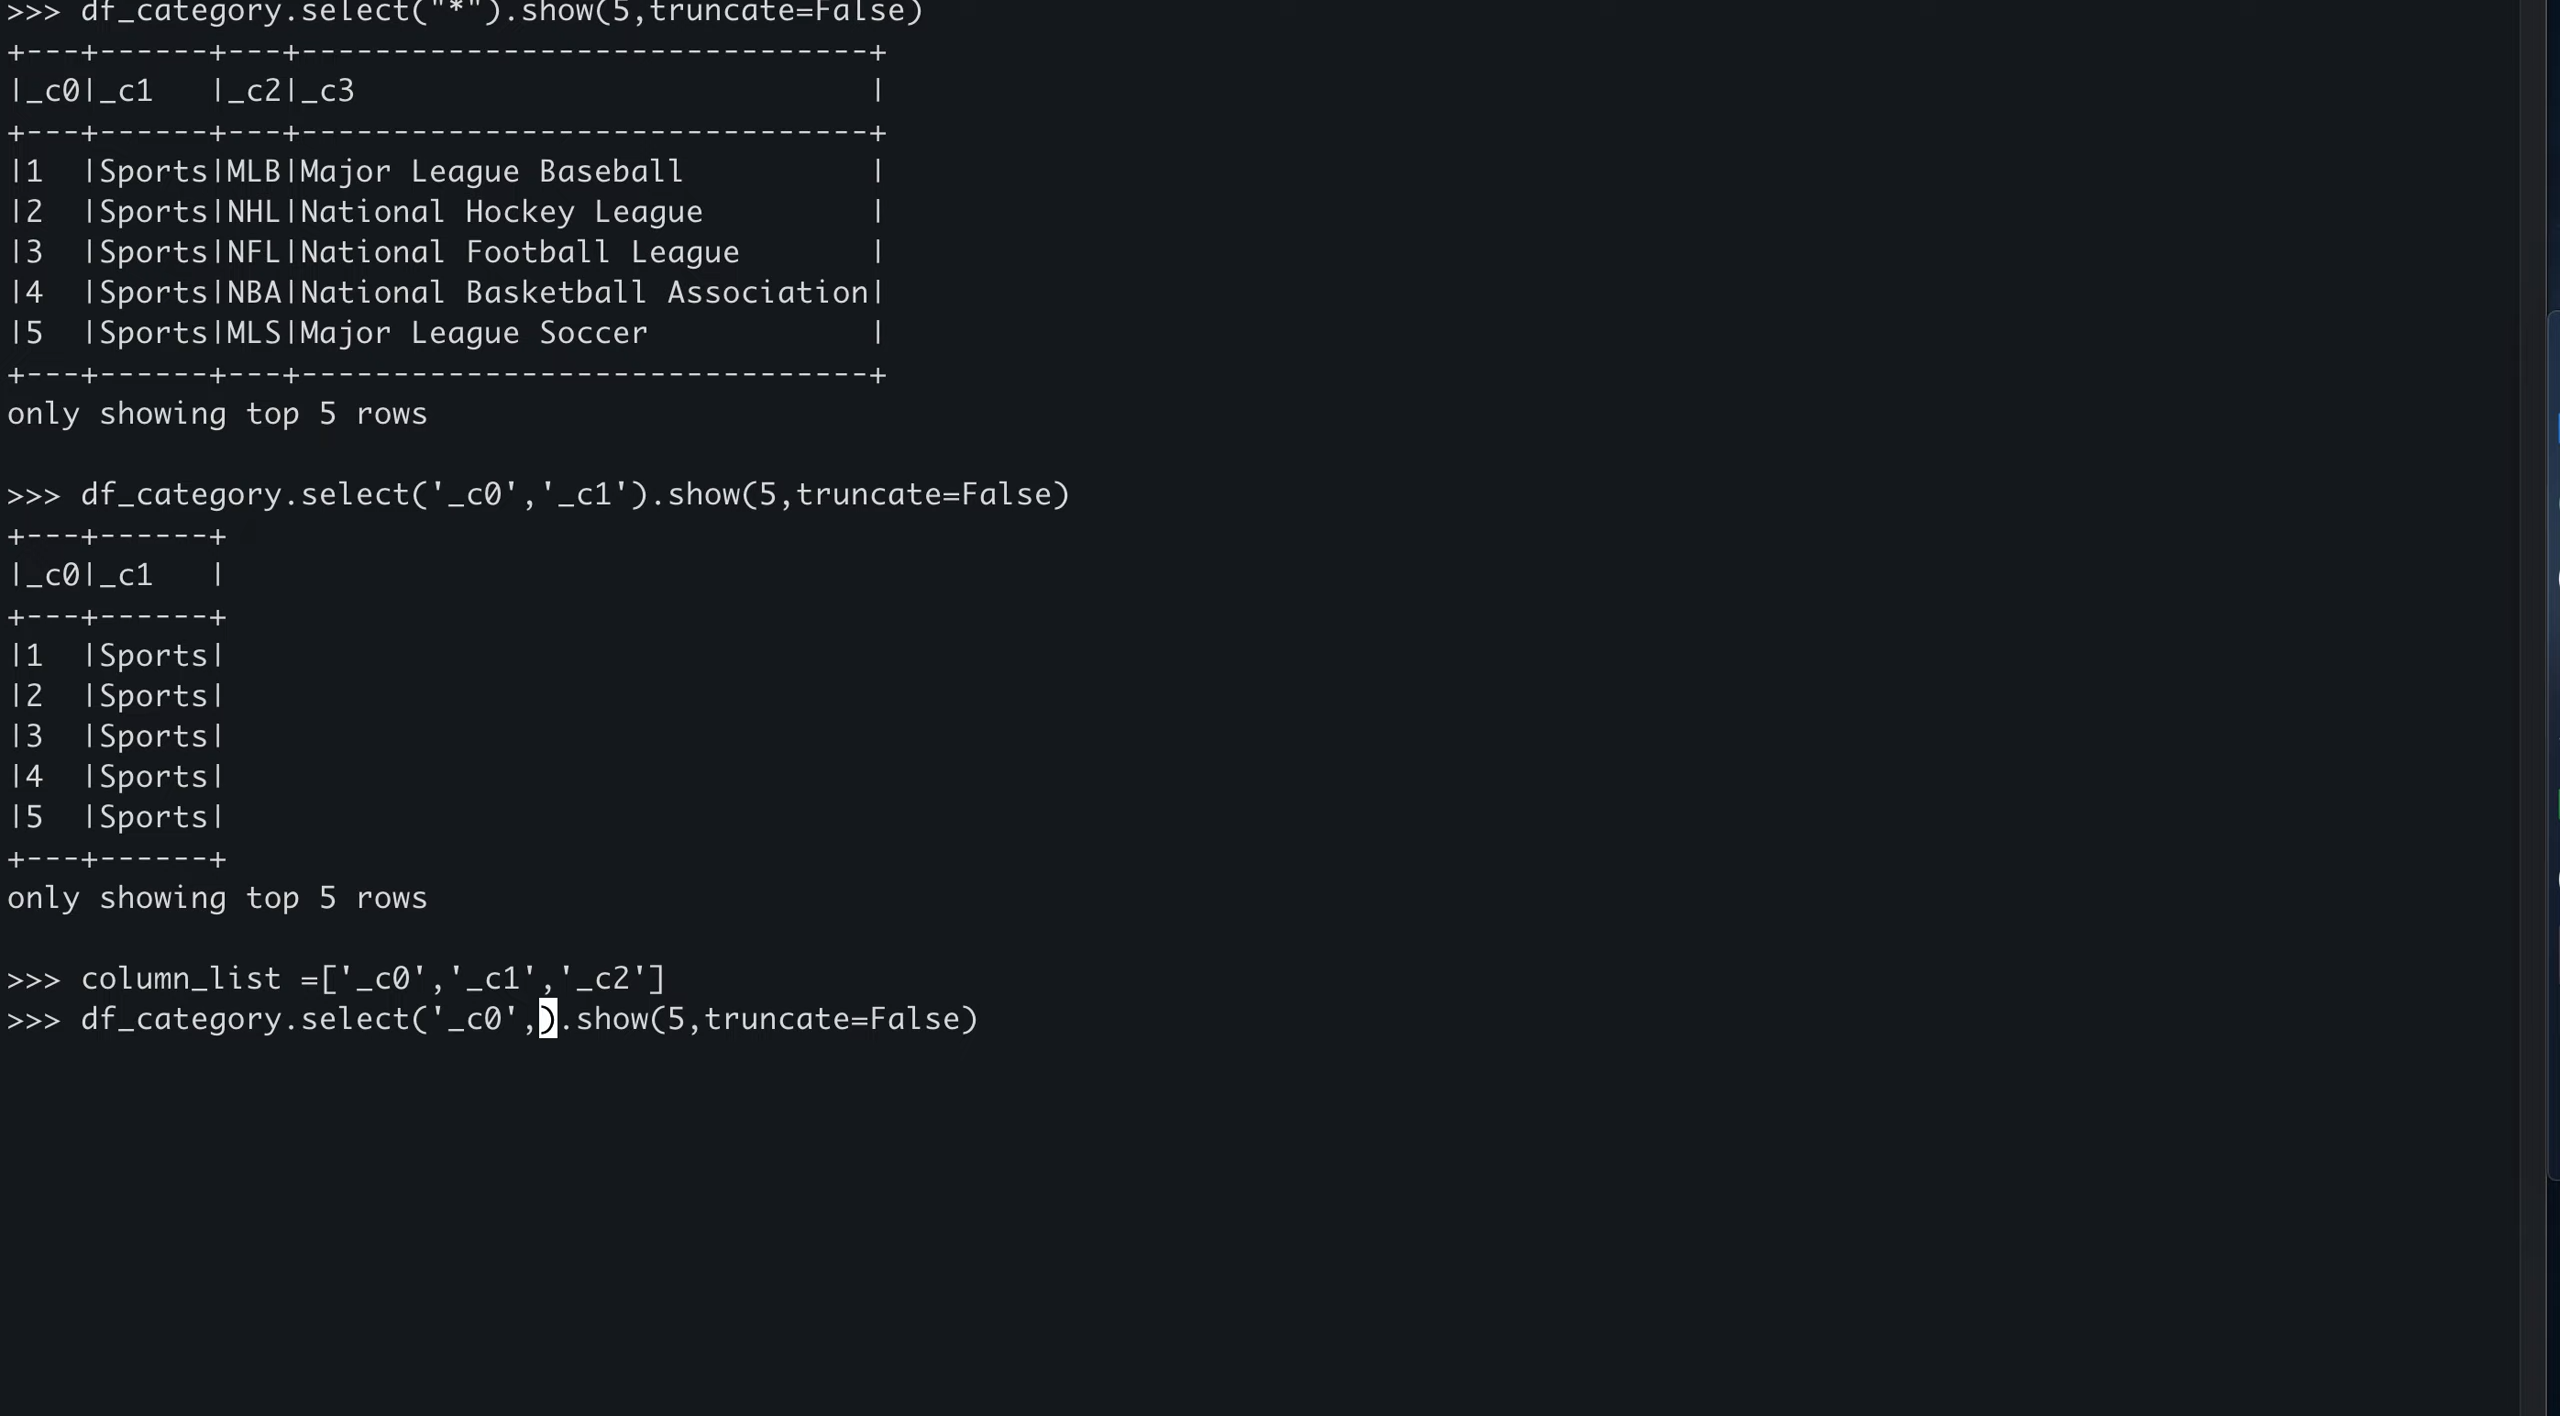 >>> df_category.select("*").show(5,truncate=False)
+---+------+---+-------------------------------+
|_c0|_c1   |_c2|_c3                            |
+---+------+---+-------------------------------+
|1  |Sports|MLB|Major League Baseball          |
|2  |Sports|NHL|National Hockey League         |
|3  |Sports|NFL|National Football League       |
|4  |Sports|NBA|National Basketball Association|
|5  |Sports|MLS|Major League Soccer            |
+---+------+---+-------------------------------+
only showing top 5 rows
>>> df_category.select('_c0','_c1').show(5,truncate=False)
+---+------+
|_c0|_c1   |
+---+------+
|1  |Sports|
|2  |Sports|
|3  |Sports|
|4  |Sports|
|5  |Sports|
+---+------+
only showing top 5 rows
>>> column_list =['_c0','_c1','_c2']
>>> df_category.select('_c0',).show(5,truncate=False)